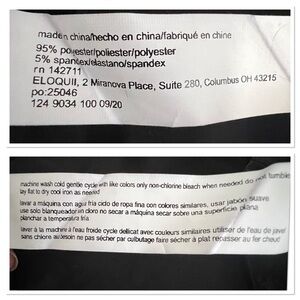 made in china/hecho en china/fabriqué en chine
95% polyester/poliester/polyester
5% spantex/elastano/spandex
rn 142711
ELOQUII, 2 Miranova Place, Suite 280, Columbus OH 43215
po:25046
124 9034 100 09/20
machine wash cold gentle cycle with like colors only non-chlorine bleach when needed do not tumble
lay flat to dry cool iron as needed
lavar a máquina con agua fria ciclo de ropa fina con colores similares, usar jabón suave
use solo blanqueador sin cloro no secar a máquina secar sobre una superficie plana
planchar a temperatura fria
laver à la machine à l'eau froide cycle délicat avec couleurs similaires utiliser de l'eau de javel
sans chlore au besoin ne pas sécher par culbutage faire sécher à plat repasser au fer chaud